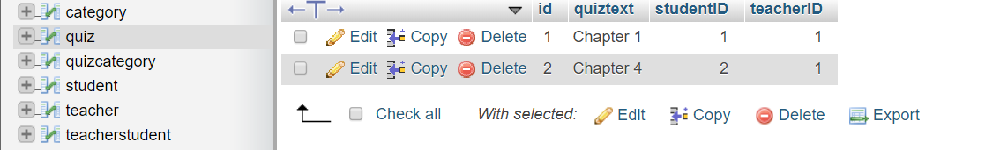 category
quiz
quizcategory
student
teacher
teacherstudent
id quiztext studentID teacherID
Edit Copy Delete 1 Chapter 1 1 1
Edit Copy Delete 2 Chapter 4 2 1
Check all With selected: Edit Copy Delete Export